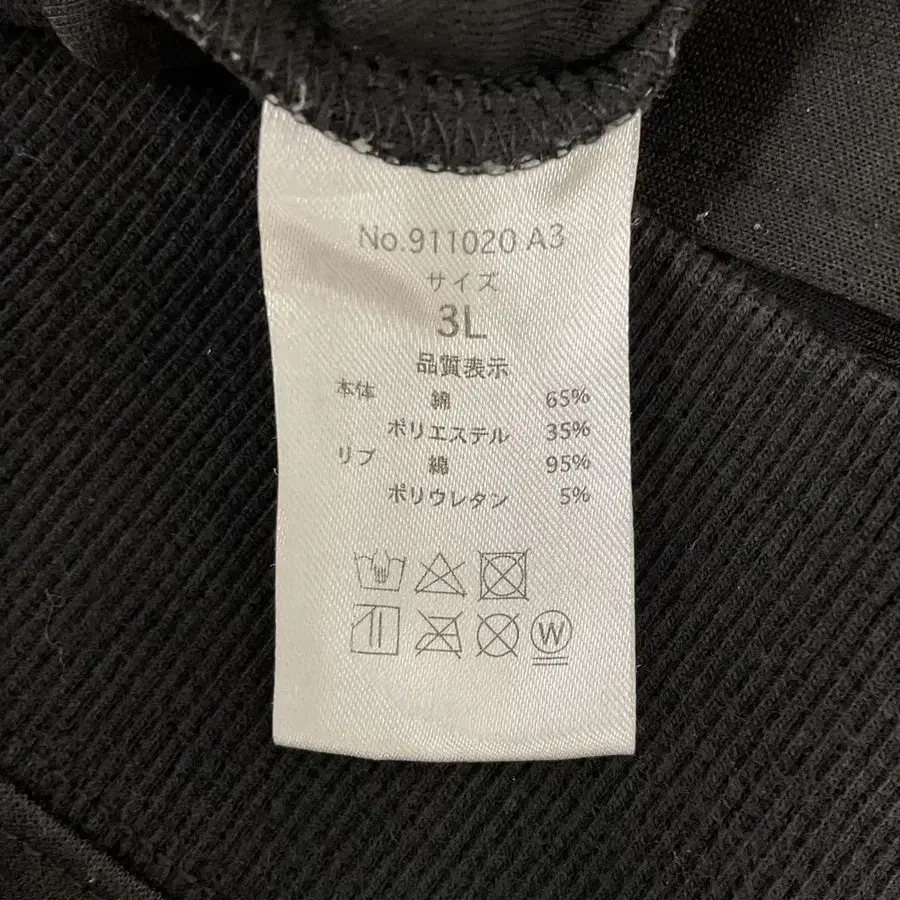 No.911020 A3
サイズ
3L
品質表示
本体 綿 65%
ポリエステル 35%
リブ 綿 95%
ポリウレタン 5%
W